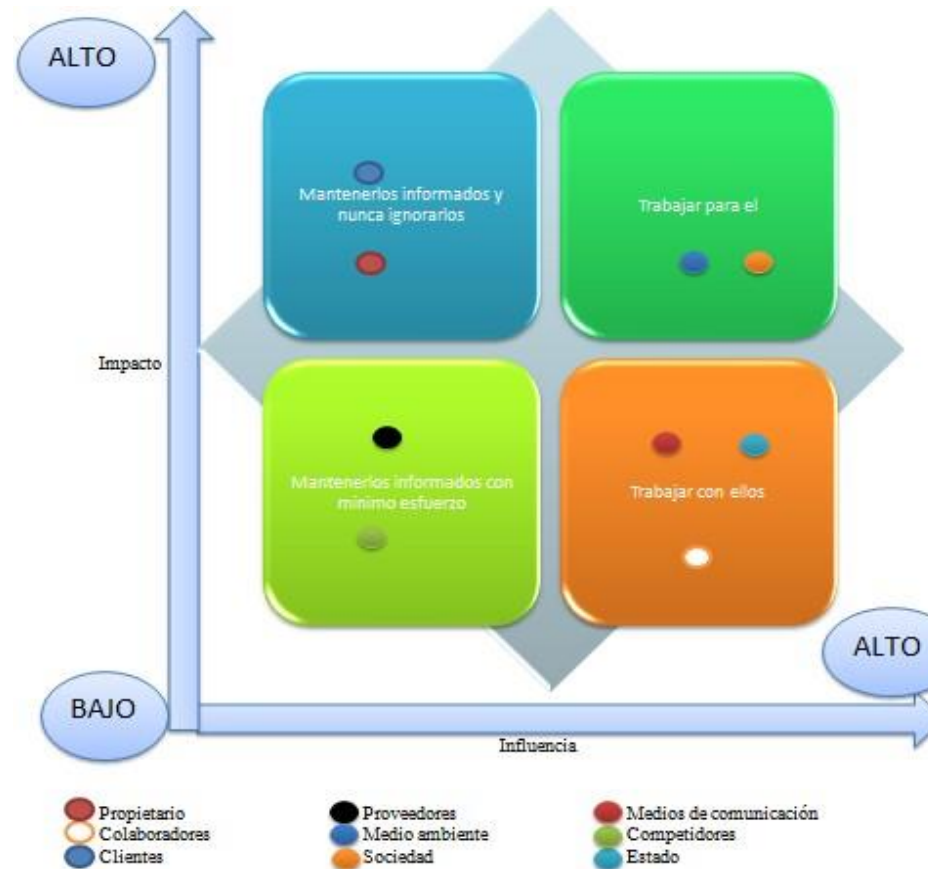 ALTO
Mantenerlos informados y
nunca ignorarlos
Trabajar para el
Impacto
Mantenerlos informados con
minimo esfuerzo
Trabajar con ellos
ALTO
BAJO
Influencia
Propietario
Colaboradores
Clientes
Proveedores
Medio ambiente
Sociedad
Medios de comunicación
Competidores
Estado